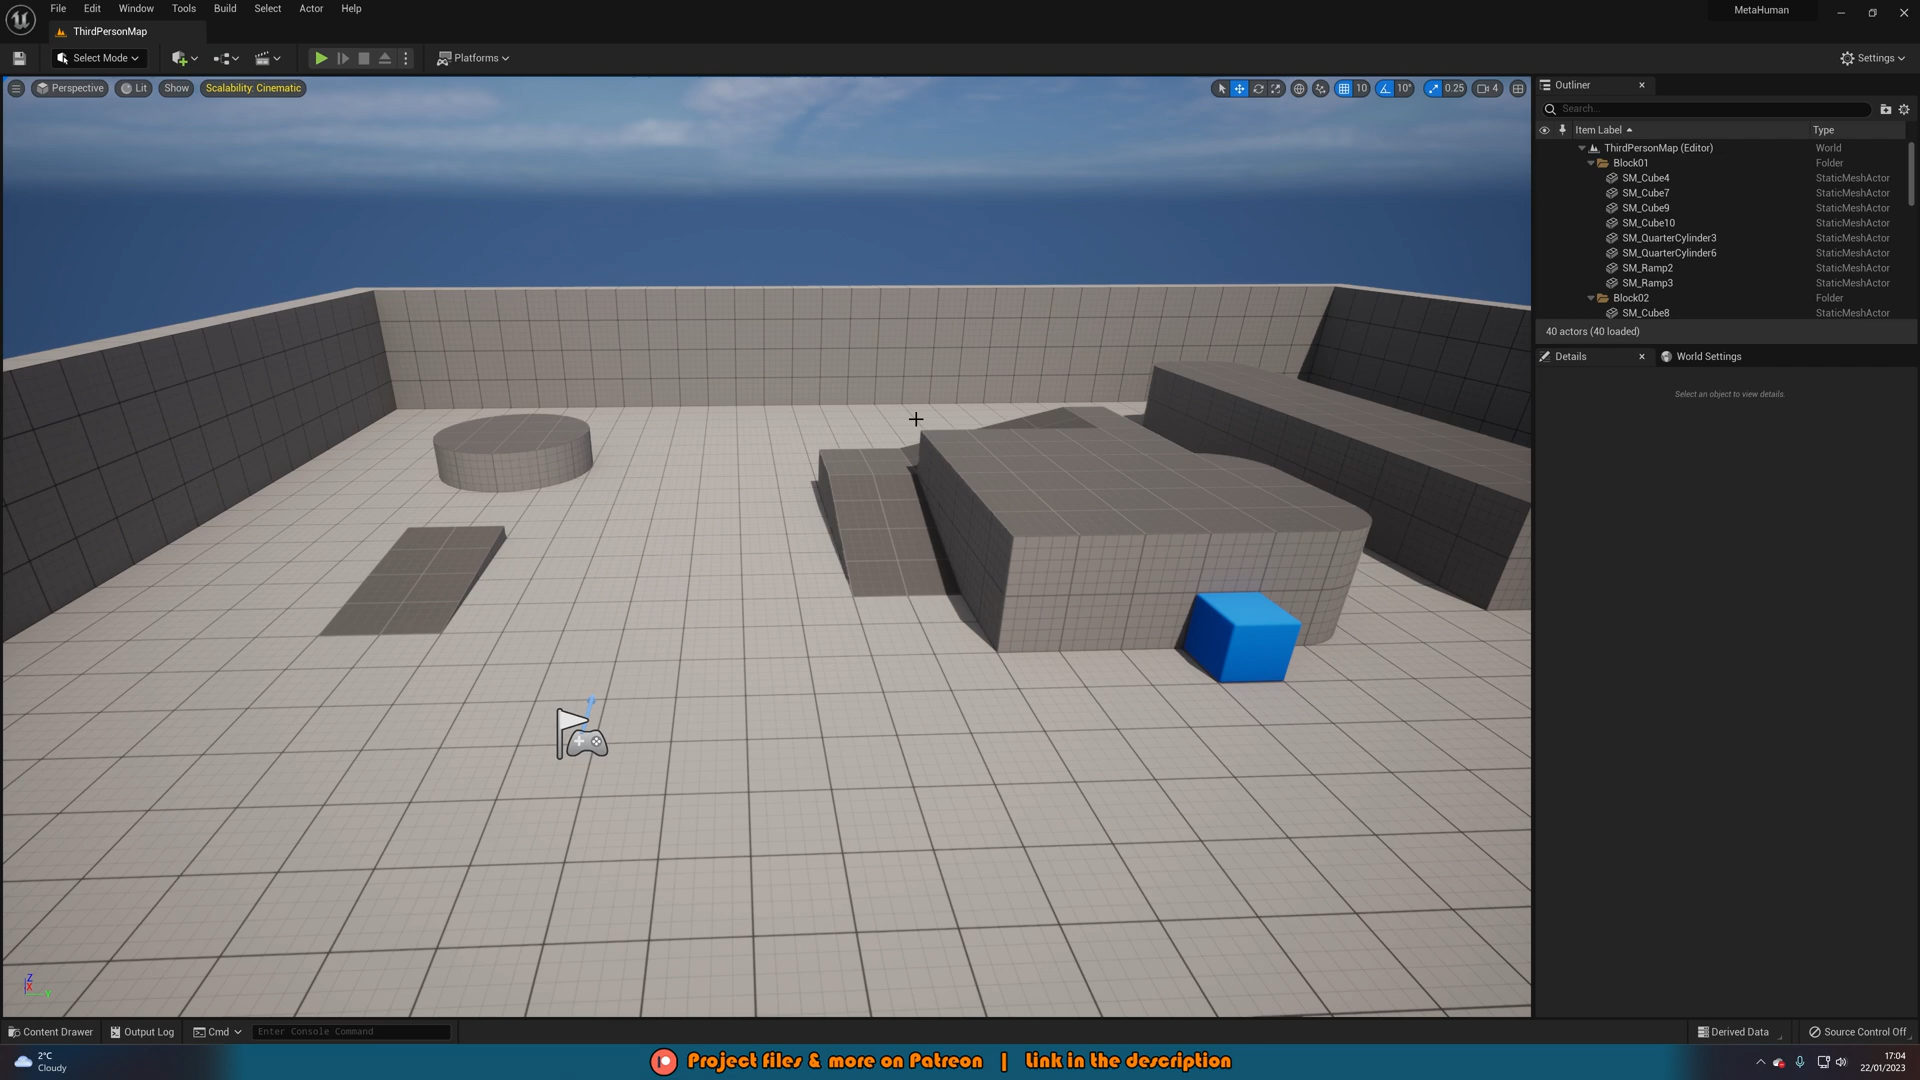 File Edit Window Tools Build Select Actor Help
MetaHuman
ThirdPersonMap
Select Mode
Platforms
Settings
Perspective Lit Show Scalability: Cinematic
10 10° 0.25 4
Outliner
Search...
Item Label Type
ThirdPersonMap (Editor) World
Block01 Folder
SM_Cube4 StaticMeshActor
SM_Cube7 StaticMeshActor
SM_Cube9 StaticMeshActor
SM_Cube10 StaticMeshActor
SM_QuarterCylinder3 StaticMeshActor
SM_QuarterCylinder6 StaticMeshActor
SM_Ramp2 StaticMeshActor
SM_Ramp3 StaticMeshActor
Block02 Folder
SM_Cube8 StaticMeshActor
40 actors (40 loaded)
Details World Settings
Select an object to view details.
Z
X
Y
Content Drawer Output Log Cmd Enter Console Command
Derived Data Source Control Off
2°C
Cloudy
Project files & more on Patreon | Link in the description
17:04
22/01/2023